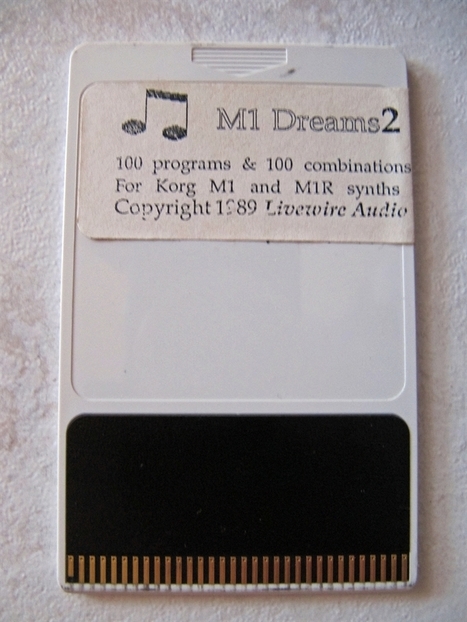 M1 Dreams2
100 programs & 100 combinations
For Korg M1 and M1R synths
Copyright 1989 Livewire Audio